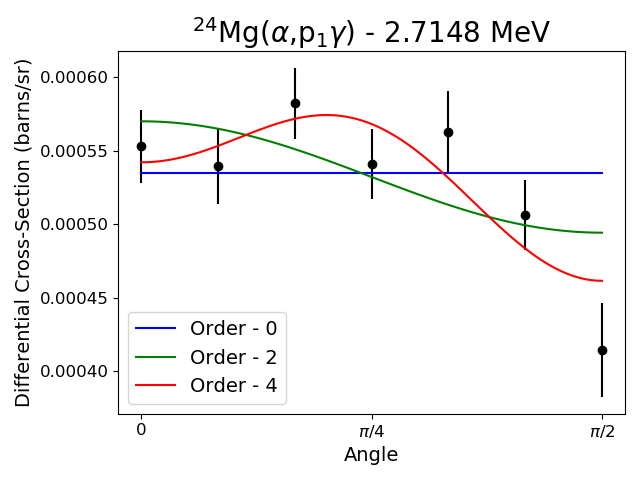 ²⁴Mg(α,p₁γ) - 2.7148 MeV
Differential Cross-Section (barns/sr)
0.00060
0.00055
0.00050
0.00045
0.00040
Order - 0
Order - 2
Order - 4
0
π/4
π/2
Angle